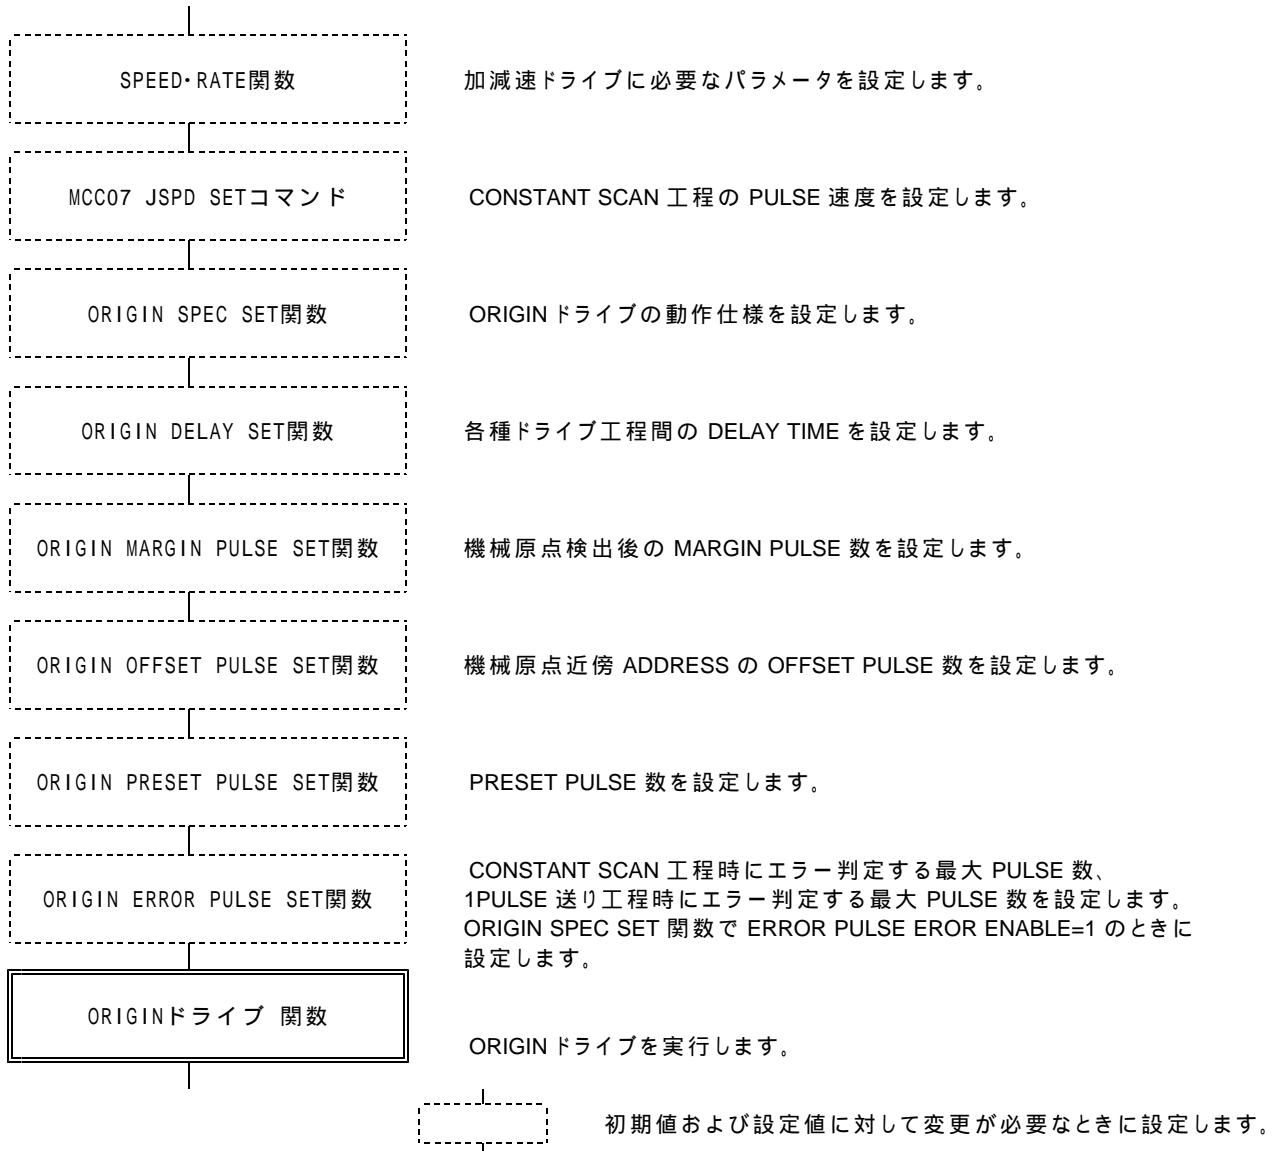 SPEED・RATE関数
加減速ドライブに必要なパラメータを設定します。
MCC07 JSPD SETコマンド
CONSTANT SCAN 工程の PULSE 速度を設定します。
ORIGIN SPEC SET関数
ORIGIN ドライブの動作仕様を設定します。
ORIGIN DELAY SET関数
各種ドライブ工程間の DELAY TIME を設定します。
ORIGIN MARGIN PULSE SET関数
機械原点検出後の MARGIN PULSE 数を設定します。
ORIGIN OFFSET PULSE SET関数
機械原点近傍 ADDRESS の OFFSET PULSE 数を設定します。
ORIGIN PRESET PULSE SET関数
PRESET PULSE 数を設定します。
ORIGIN ERROR PULSE SET関数
CONSTANT SCAN 工程時にエラー判定する最大 PULSE 数、
1PULSE 送り工程時にエラー判定する最大 PULSE 数を設定します。
ORIGIN SPEC SET 関数で ERROR PULSE EROR ENABLE=1 のときに
設定します。
ORIGINドライブ 関数
ORIGIN ドライブを実行します。
初期値および設定値に対して変更が必要なときに設定します。